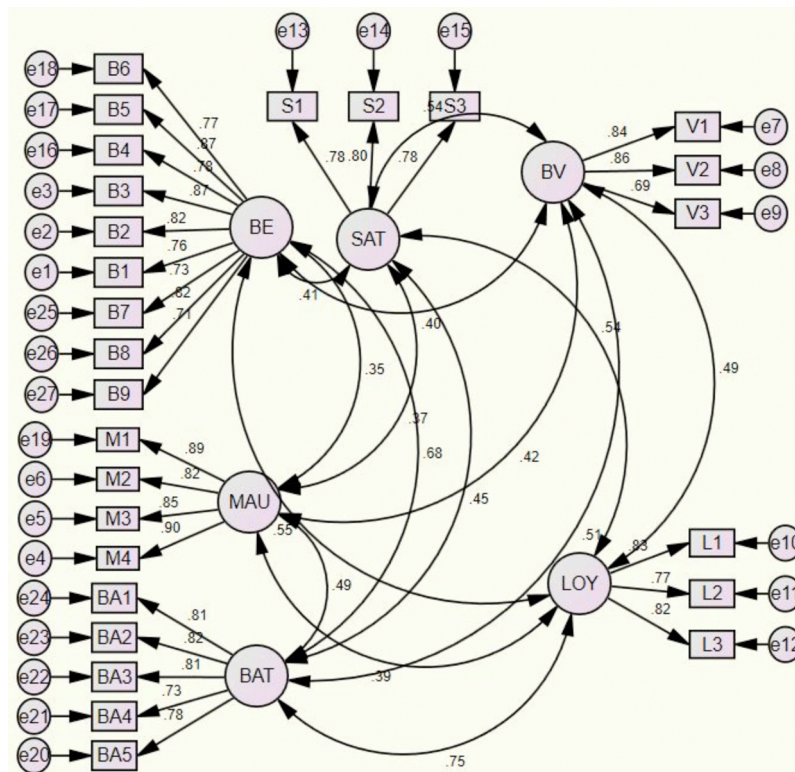 e13 e14 e15
e18 B6
S1 S2 S3
e17 B5
e16 B4
e3 B3
e2 B2
e1 B1
e25 B7
e26 B8
e27 B9
.77
.87
.78
.87
.82
.76
.73
.82
.71
BE
SAT
.78 .80 .78
.54
BV
.84
.86
.69
V1 e7
V2 e8
V3 e9
.41
.40
.35
.37
.68
.45
.42
.54
.49
e19 M1
e6 M2
e5 M3
e4 M4
.89
.82
.85
.90
MAU
.55
.49
.51
.39
.75
LOY
.83
.77
.82
L1 e10
L2 e11
L3 e12
e24 BA1
e23 BA2
e22 BA3
e21 BA4
e20 BA5
.81
.82
.81
.73
.78
BAT